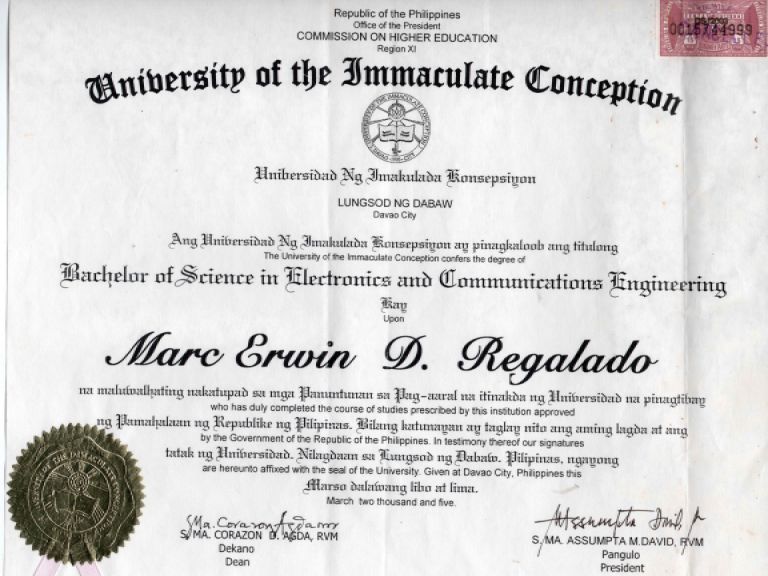 Republic of the Philippines
Office of the President
COMMISSION ON HIGHER EDUCATION
Region XI
0015734999
University of the Immaculate Conception
Unibersidad Ng Imakulada Konsepsiyon
LUNGSOD NG DABAW
Davao City
Ang Unibersidad Ng Imakulada Konsepsiyon ay pinagkaloob ang titulong
The University of the Immaculate Conception confers the degree of
Bachelor of Science in Electronics and Communications Engineering
Kay
Upon
Marc Erwin D. Regalado
na maluwalhating nakatupad sa mga Panuntunan sa Pag-aaral na itinakda ng Unibersidad na pinagtibay
who has duly completed the course of studies prescribed by this institution approved
ng Pamahalaan ng Republike ng Pilipinas. Bilang katunayan ay taglay nito ang aming lagda at ang
by the Government of the Republic of the Philippines. In testimony thereof our signatures
tatak ng Unibersidad. Nilagdaan sa Lungsod ng Dabaw. Pilipinas, ngayong
are hereunto affixed with the seal of the University. Given at Davao City, Philippines this
Marso dalawang libo at lima.
March two thousand and five.
S. MA. CORAZON D. AGDA, RVM
Dekano
Dean
S. MA. ASSUMPTA M. DAVID, RVM
Pangulo
President